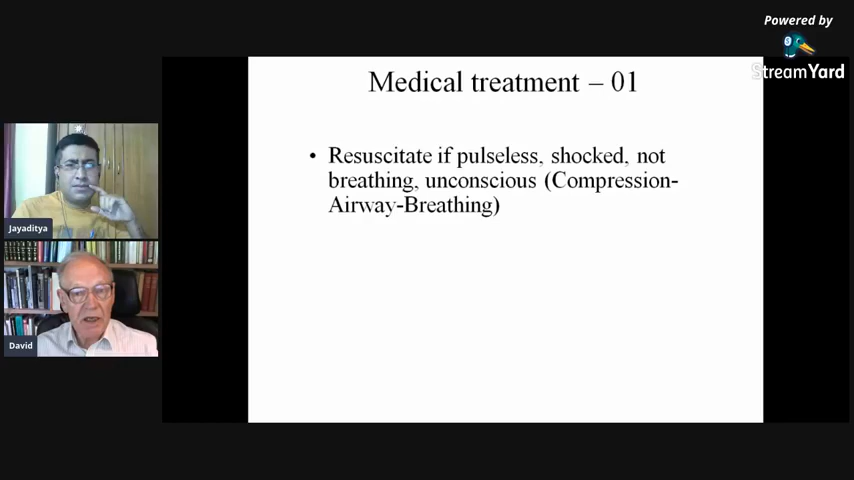 Powered by
StreamYard
Medical treatment – 01
• Resuscitate if pulseless, shocked, not
breathing, unconscious (Compression-
Airway-Breathing)
Jayaditya
David